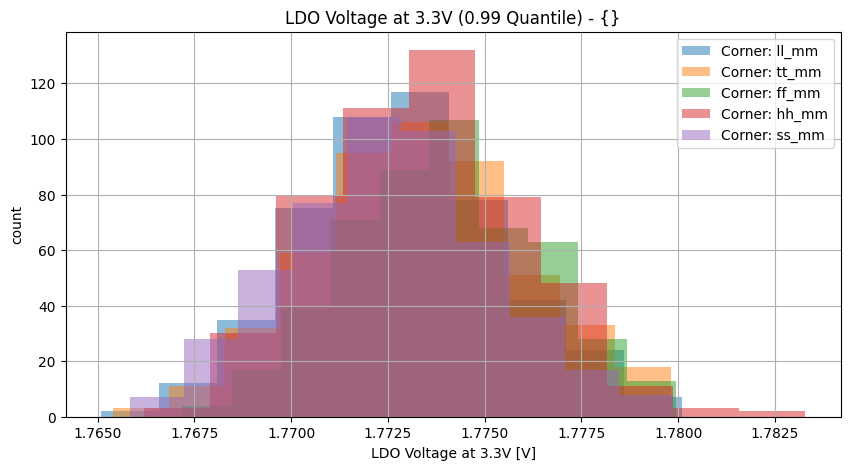 LDO Voltage at 3.3V (0.99 Quantile) - {}
Corner: ll_mm
Corner: tt_mm
Corner: ff_mm
Corner: hh_mm
Corner: ss_mm
count
120
100
80
60
40
20
0
1.7650 1.7675 1.7700 1.7725 1.7750 1.7775 1.7800 1.7825
LDO Voltage at 3.3V [V]